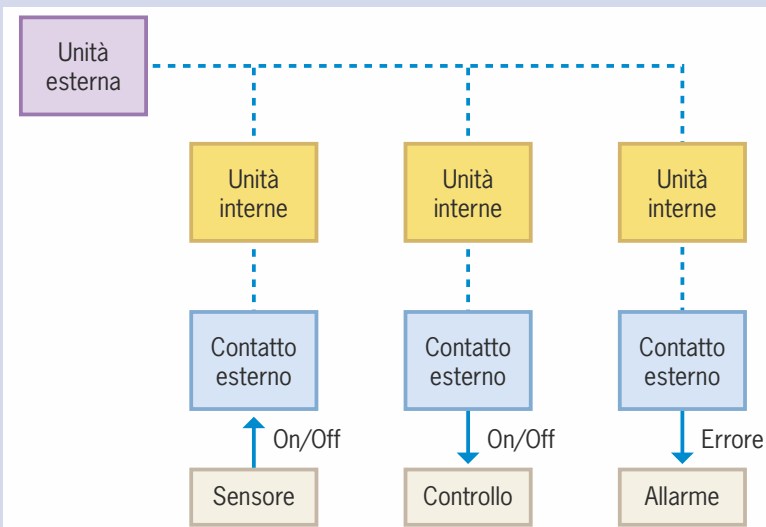 Unità
esterna
Unità
interne
Unità
interne
Unità
interne
Contatto
esterno
Contatto
esterno
Contatto
esterno
On/Off
On/Off
Errore
Sensore
Controllo
Allarme